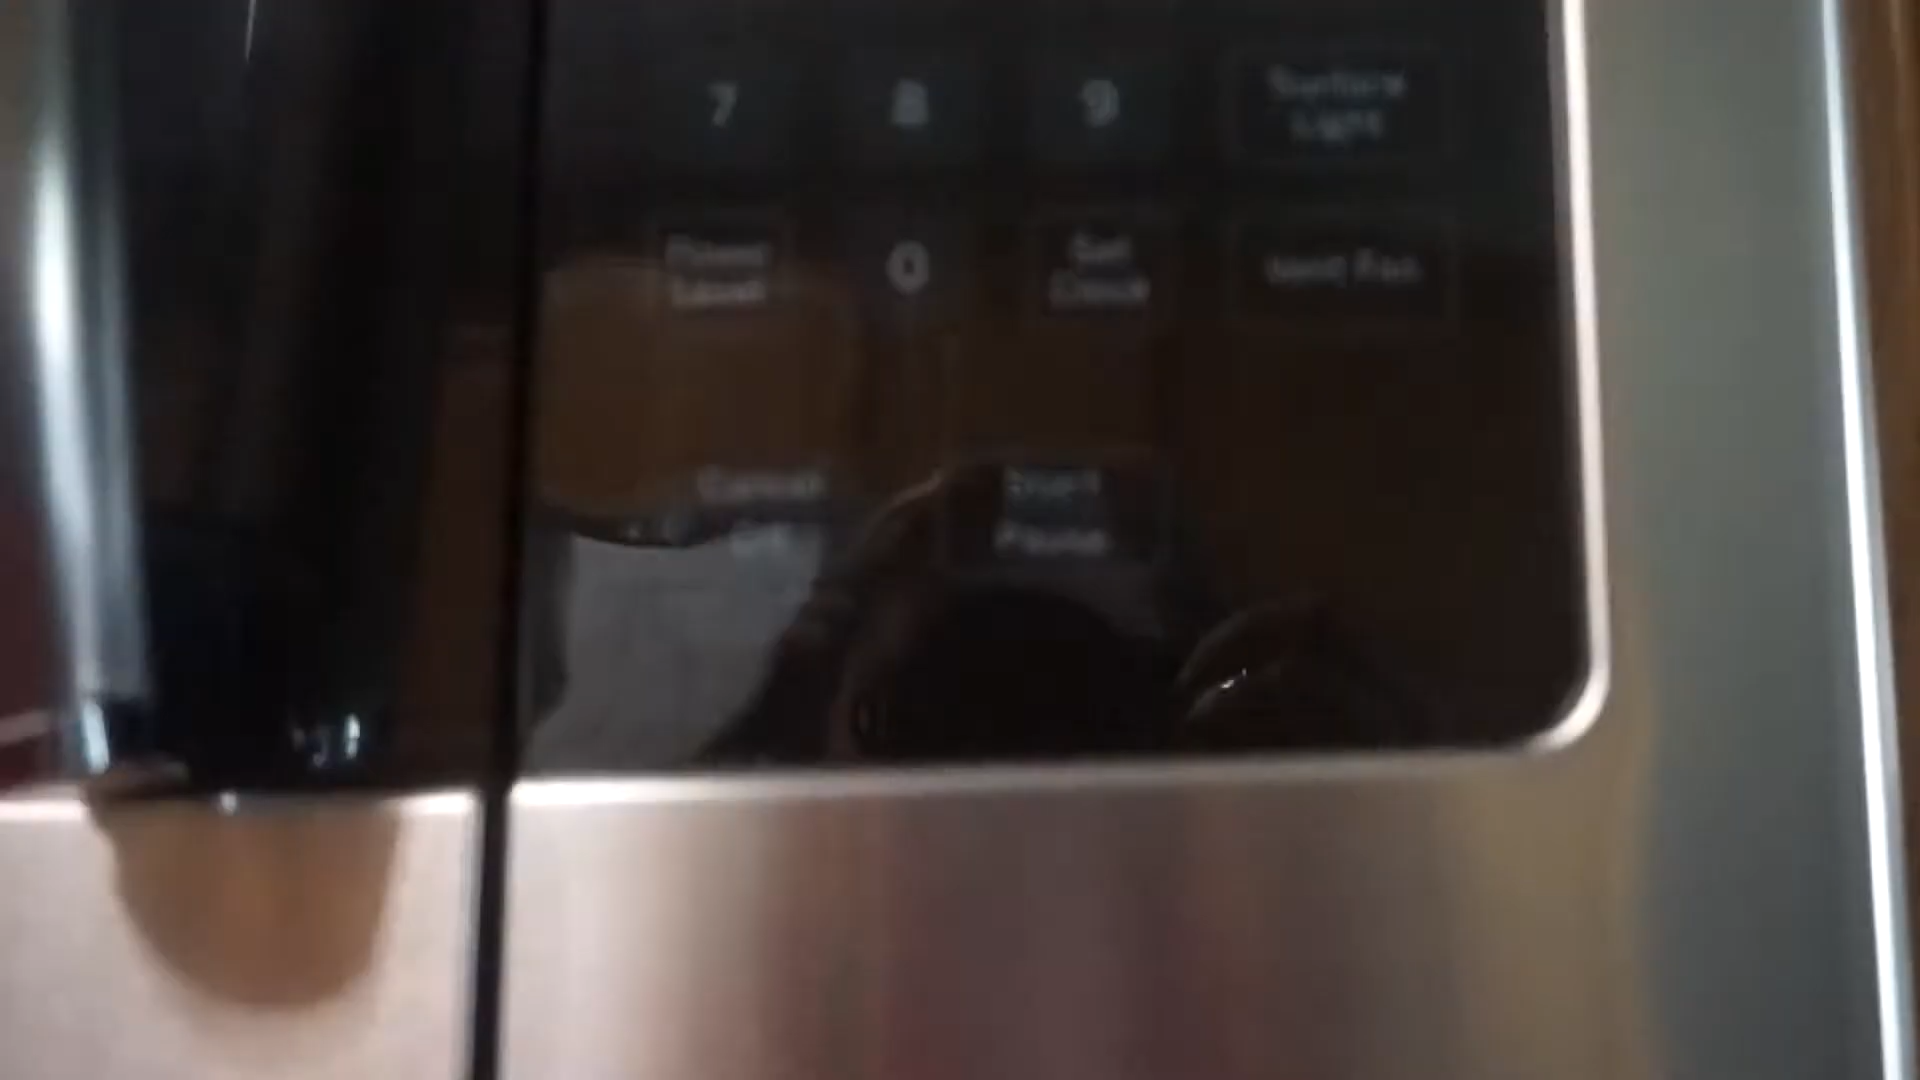 7 8 9 Surface
Light
Power
Level 0 Set
Clock Vent Fan
Cancel
Off Start
Pause